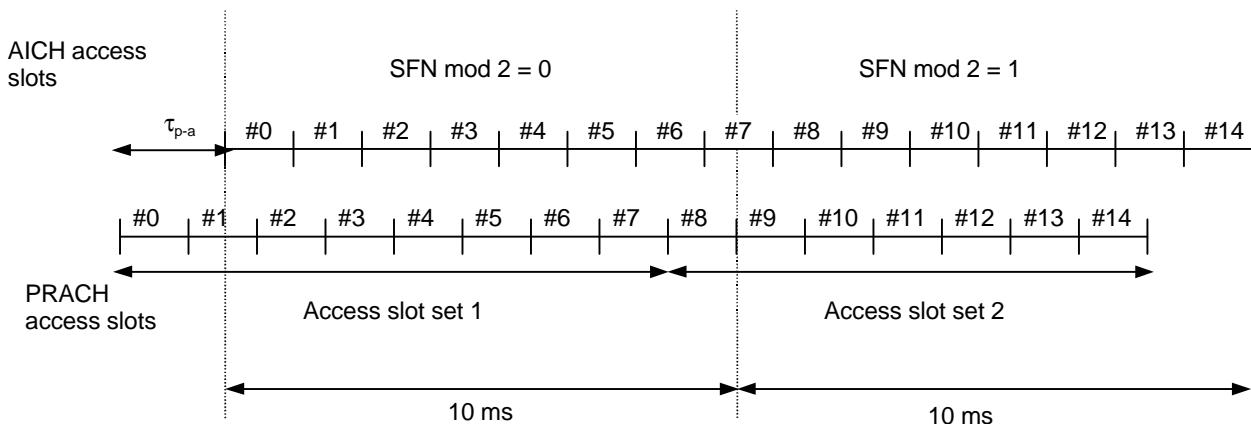 AICH access
slots
SFN mod 2 = 0
SFN mod 2 = 1
τp-a
#0 #1 #2 #3 #4 #5 #6 #7 #8 #9 #10 #11 #12 #13 #14
#0 #1 #2 #3 #4 #5 #6 #7 #8 #9 #10 #11 #12 #13 #14
PRACH
access slots
Access slot set 1
Access slot set 2
10 ms
10 ms